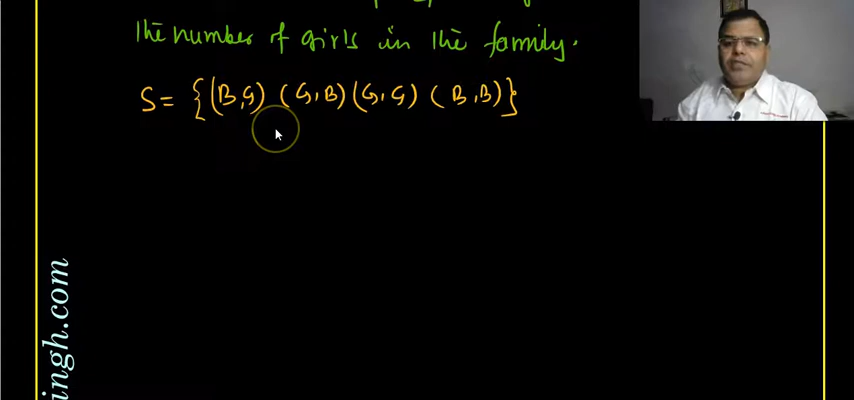 the number of girls in the family.
S = {(B,G) (G,B) (G,G) (B,B)}
ingh.com